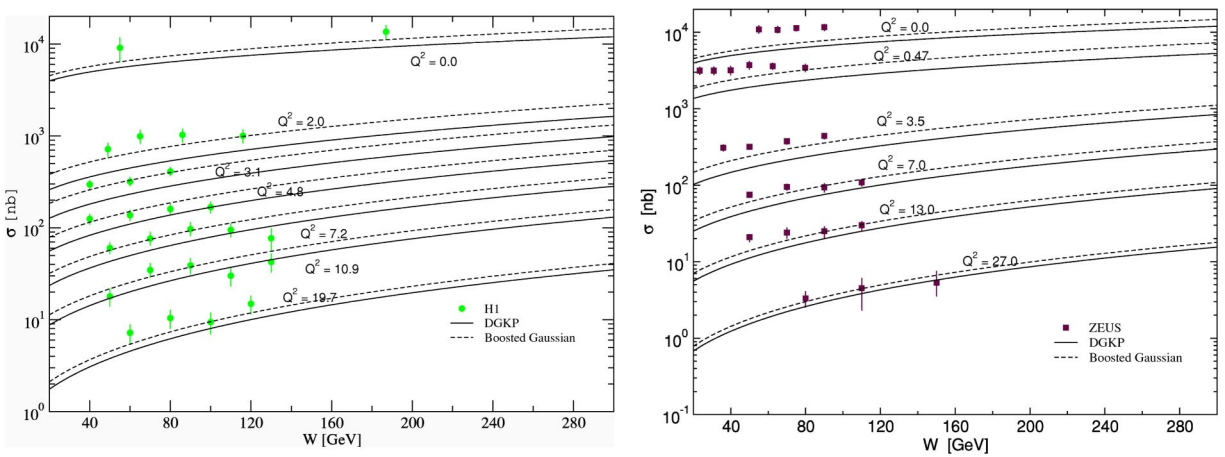 10⁴
10³
10²
10¹
10⁰
σ [nb]
Q² = 0.0
Q² = 2.0
Q² = 3.1
Q² = 4.8
Q² = 7.2
Q² = 10.9
Q² = 19.7
H1
DGKP
Boosted Gaussian
40 80 120 160 200 240 280
W [GeV]
10⁴
10³
10²
10¹
10⁰
10⁻¹
σ [nb]
Q² = 0.0
Q² = 0.47
Q² = 3.5
Q² = 7.0
Q² = 13.0
Q² = 27.0
ZEUS
DGKP
Boosted Gaussian
40 80 120 160 200 240 280
W [GeV]